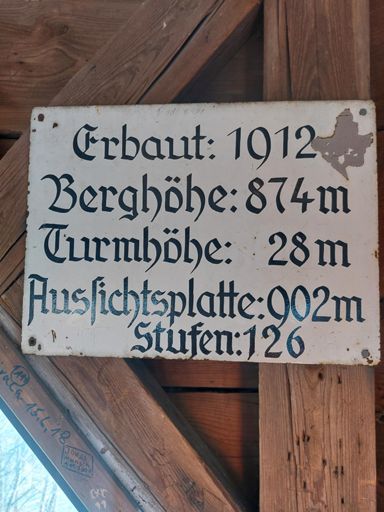 Erbaut: 1912
Berghöhe: 874m
Turmhöhe: 28m
Ausſichtsplatte: 902m
Stufen: 126